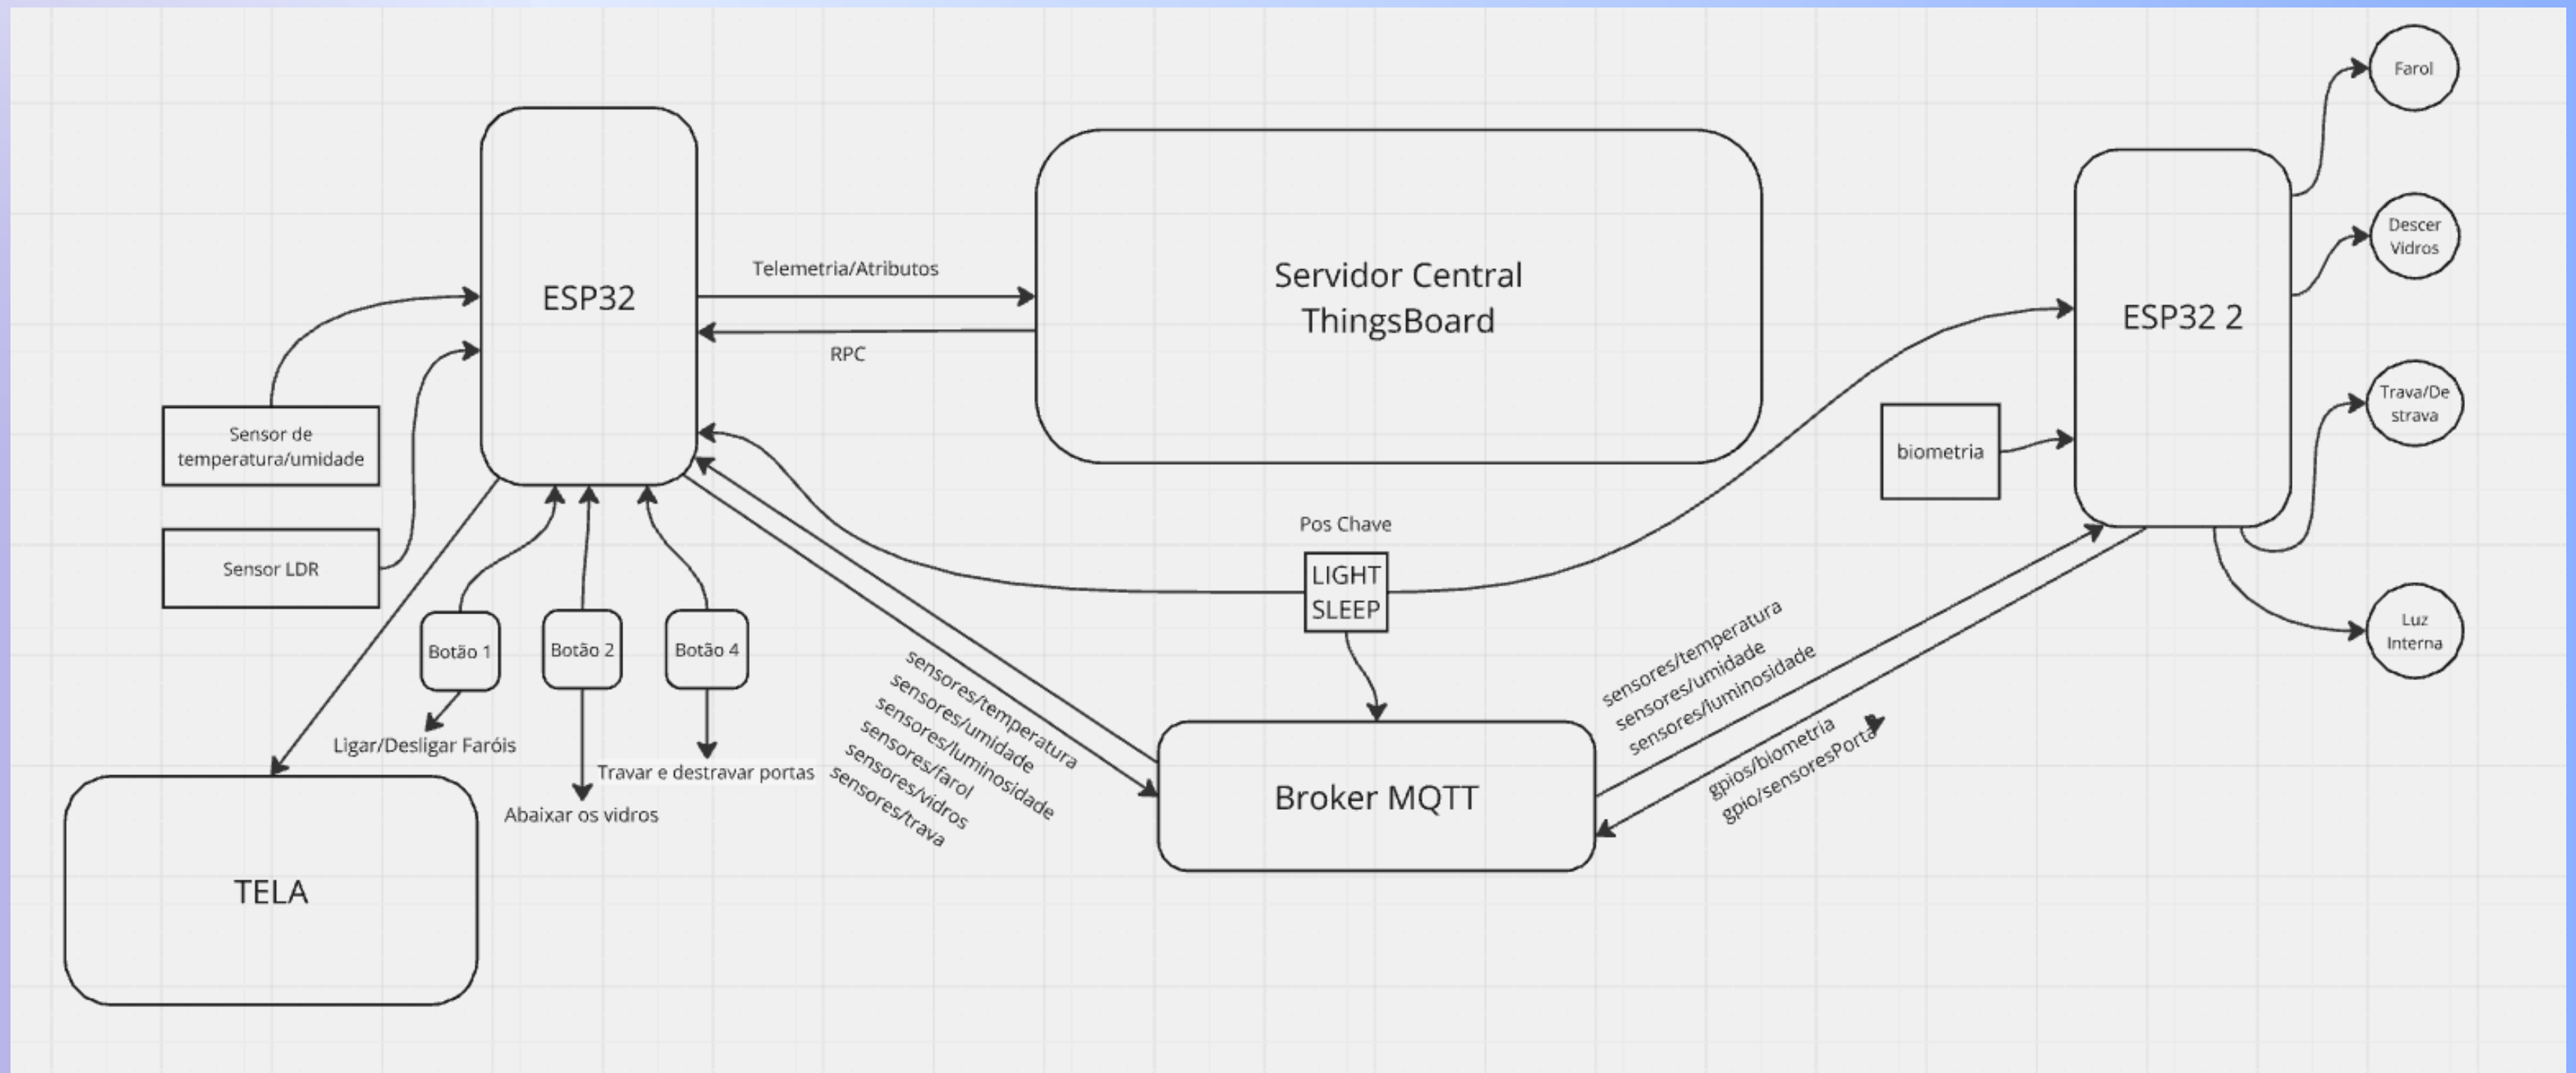 Farol
Descer
Vidros
Telemetria/Atributos
ESP32
Servidor Central
ThingsBoard
ESP32 2
RPC
Trava/De
strava
Sensor de
temperatura/umidade
biometria
Pos Chave
Sensor LDR
LIGHT
SLEEP
Luz
Interna
Botão 1
Botão 2
Botão 4
Ligar/Desligar Faróis
Travar e destravar portas
Abaixar os vidros
sensores/temperatura
sensores/umidade
sensores/luminosidade
sensores/farol
sensores/vidros
sensores/trava
Broker MQTT
sensores/temperatura
sensores/umidade
sensores/luminosidade
gpios/biometria
gpio/sensoresPorta
TELA